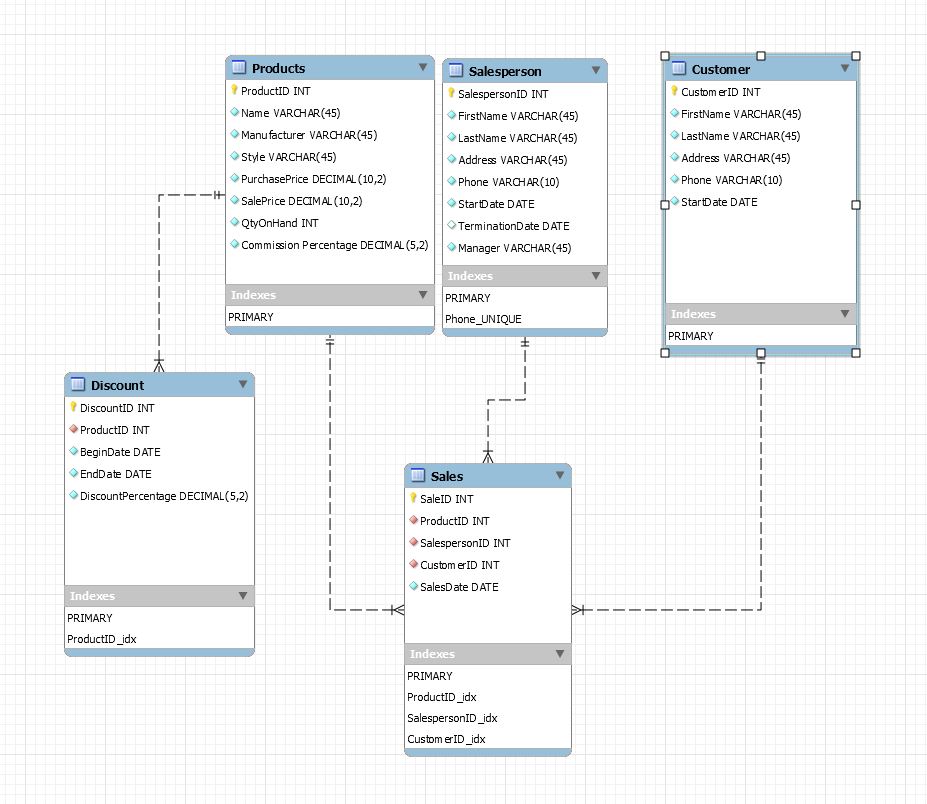 Products
ProductID INT
Name VARCHAR(45)
Manufacturer VARCHAR(45)
Style VARCHAR(45)
PurchasePrice DECIMAL(10,2)
SalePrice DECIMAL(10,2)
QtyOnHand INT
Commission Percentage DECIMAL(5,2)
Indexes
PRIMARY
Salesperson
SalespersonID INT
FirstName VARCHAR(45)
LastName VARCHAR(45)
Address VARCHAR(45)
Phone VARCHAR(10)
StartDate DATE
TerminationDate DATE
Manager VARCHAR(45)
Indexes
PRIMARY
Phone_UNIQUE
Customer
CustomerID INT
FirstName VARCHAR(45)
LastName VARCHAR(45)
Address VARCHAR(45)
Phone VARCHAR(10)
StartDate DATE
Indexes
PRIMARY
Discount
DiscountID INT
ProductID INT
BeginDate DATE
EndDate DATE
DiscountPercentage DECIMAL(5,2)
Indexes
PRIMARY
ProductID_idx
Sales
SaleID INT
ProductID INT
SalespersonID INT
CustomerID INT
SalesDate DATE
Indexes
PRIMARY
ProductID_idx
SalespersonID_idx
CustomerID_idx